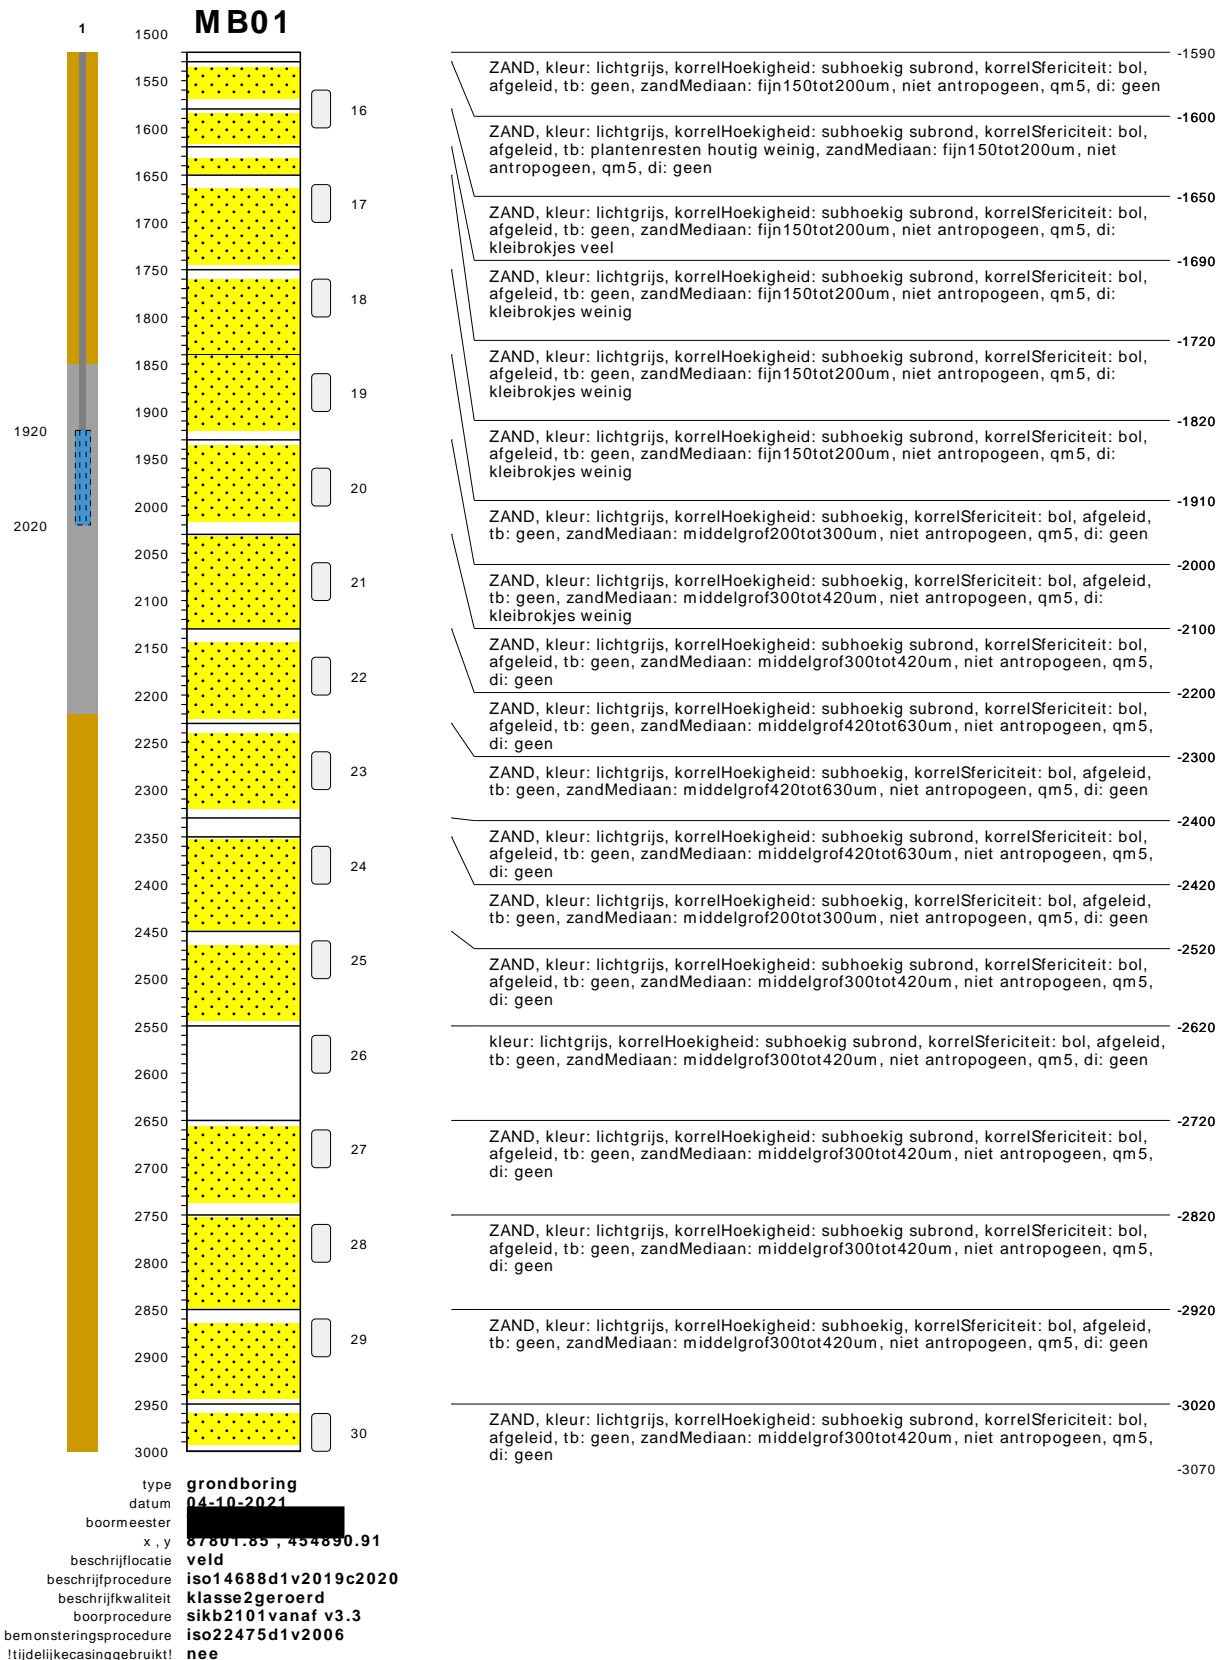 1
MB01
1500
1550
1600
1650
1700
1750
1800
1850
1900
1950
2000
2050
2100
2150
2200
2250
2300
2350
2400
2450
2500
2550
2600
2650
2700
2750
2800
2850
2900
2950
3000
1920
2020
16
17
18
19
20
21
22
23
24
25
26
27
28
29
30
-1590
ZAND, kleur: lichtgrijs, korrelHoekigheid: subhoekig subrond, korrelSfericiteit: bol,
afgeleid, tb: geen, zandMediaan: fijn150tot200um, niet antropogeen, qm5, di: geen
-1600
ZAND, kleur: lichtgrijs, korrelHoekigheid: subhoekig subrond, korrelSfericiteit: bol,
afgeleid, tb: plantenresten houtig weinig, zandMediaan: fijn150tot200um, niet
antropogeen, qm5, di: geen
-1650
ZAND, kleur: lichtgrijs, korrelHoekigheid: subhoekig subrond, korrelSfericiteit: bol,
afgeleid, tb: geen, zandMediaan: fijn150tot200um, niet antropogeen, qm5, di:
kleibrokjes veel
-1690
ZAND, kleur: lichtgrijs, korrelHoekigheid: subhoekig subrond, korrelSfericiteit: bol,
afgeleid, tb: geen, zandMediaan: fijn150tot200um, niet antropogeen, qm5, di:
kleibrokjes weinig
-1720
ZAND, kleur: lichtgrijs, korrelHoekigheid: subhoekig subrond, korrelSfericiteit: bol,
afgeleid, tb: geen, zandMediaan: fijn150tot200um, niet antropogeen, qm5, di:
kleibrokjes weinig
-1820
ZAND, kleur: lichtgrijs, korrelHoekigheid: subhoekig subrond, korrelSfericiteit: bol,
afgeleid, tb: geen, zandMediaan: fijn150tot200um, niet antropogeen, qm5, di:
kleibrokjes weinig
-1910
ZAND, kleur: lichtgrijs, korrelHoekigheid: subhoekig, korrelSfericiteit: bol, afgeleid,
tb: geen, zandMediaan: middelgrof200tot300um, niet antropogeen, qm5, di: geen
-2000
ZAND, kleur: lichtgrijs, korrelHoekigheid: subhoekig, korrelSfericiteit: bol, afgeleid,
tb: geen, zandMediaan: middelgrof300tot420um, niet antropogeen, qm5, di:
kleibrokjes weinig
-2100
ZAND, kleur: lichtgrijs, korrelHoekigheid: subhoekig subrond, korrelSfericiteit: bol,
afgeleid, tb: geen, zandMediaan: middelgrof300tot420um, niet antropogeen, qm5,
di: geen
-2200
ZAND, kleur: lichtgrijs, korrelHoekigheid: subhoekig subrond, korrelSfericiteit: bol,
afgeleid, tb: geen, zandMediaan: middelgrof420tot630um, niet antropogeen, qm5,
di: geen
-2300
ZAND, kleur: lichtgrijs, korrelHoekigheid: subhoekig, korrelSfericiteit: bol, afgeleid,
tb: geen, zandMediaan: middelgrof420tot630um, niet antropogeen, qm5, di: geen
-2400
ZAND, kleur: lichtgrijs, korrelHoekigheid: subhoekig subrond, korrelSfericiteit: bol,
afgeleid, tb: geen, zandMediaan: middelgrof420tot630um, niet antropogeen, qm5,
di: geen
-2420
ZAND, kleur: lichtgrijs, korrelHoekigheid: subhoekig, korrelSfericiteit: bol, afgeleid,
tb: geen, zandMediaan: middelgrof200tot300um, niet antropogeen, qm5, di: geen
-2520
ZAND, kleur: lichtgrijs, korrelHoekigheid: subhoekig subrond, korrelSfericiteit: bol,
afgeleid, tb: geen, zandMediaan: middelgrof300tot420um, niet antropogeen, qm5,
di: geen
-2620
kleur: lichtgrijs, korrelHoekigheid: subhoekig subrond, korrelSfericiteit: bol, afgeleid,
tb: geen, zandMediaan: middelgrof300tot420um, niet antropogeen, qm5, di: geen
-2720
ZAND, kleur: lichtgrijs, korrelHoekigheid: subhoekig subrond, korrelSfericiteit: bol,
afgeleid, tb: geen, zandMediaan: middelgrof300tot420um, niet antropogeen, qm5,
di: geen
-2820
ZAND, kleur: lichtgrijs, korrelHoekigheid: subhoekig subrond, korrelSfericiteit: bol,
afgeleid, tb: geen, zandMediaan: middelgrof300tot420um, niet antropogeen, qm5,
di: geen
-2920
ZAND, kleur: lichtgrijs, korrelHoekigheid: subhoekig, korrelSfericiteit: bol, afgeleid,
tb: geen, zandMediaan: middelgrof300tot420um, niet antropogeen, qm5, di: geen
-3020
ZAND, kleur: lichtgrijs, korrelHoekigheid: subhoekig subrond, korrelSfericiteit: bol,
afgeleid, tb: geen, zandMediaan: middelgrof300tot420um, niet antropogeen, qm5,
di: geen
-3070
type grondboring
datum 04-10-2021
boormeester
x , y 87801.85 , 454890.91
beschrijflocatie veld
beschrijfprocedure iso14688d1v2019c2020
beschrijfkwaliteit klasse2geroerd
boorprocedure sikb2101vanaf v3.3
bemonsteringsprocedure iso22475d1v2006
!tijdelijkecasinggebruikt! nee